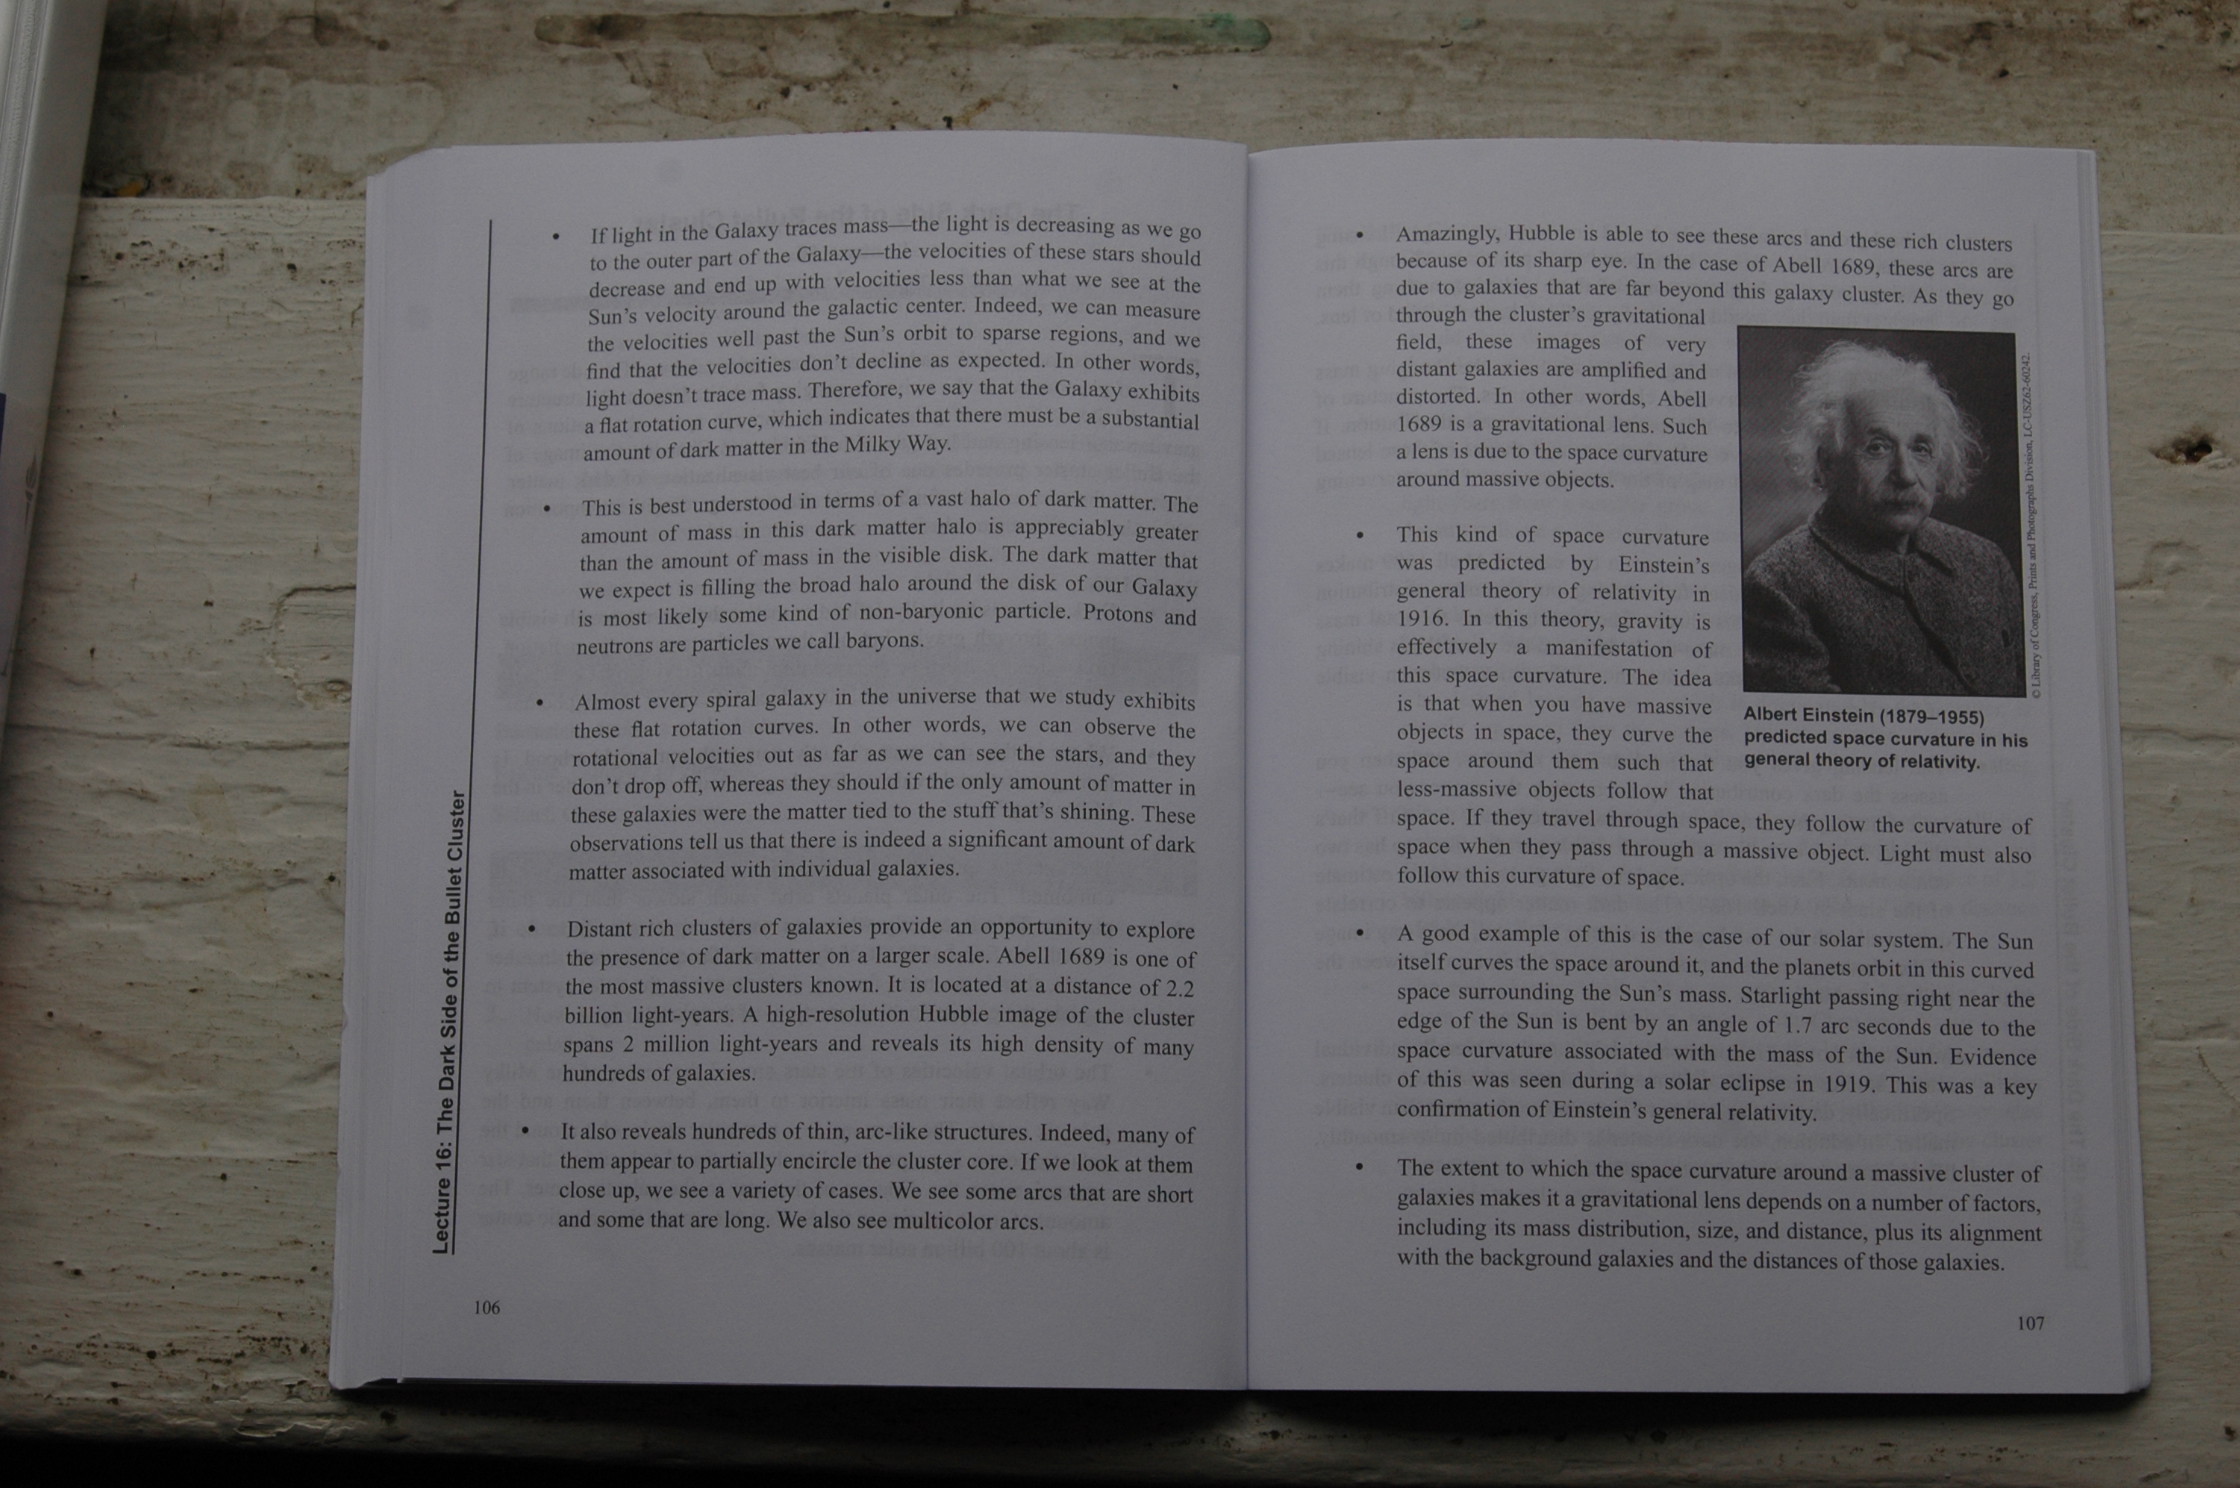 Lecture 16: The Dark Side of the Bullet Cluster
• If light in the Galaxy traces mass—the light is decreasing as we go
to the outer part of the Galaxy—the velocities of these stars should
decrease and end up with velocities less than what we see at the
Sun's velocity around the galactic center. Indeed, we can measure
the velocities well past the Sun's orbit to sparse regions, and we
find that the velocities don't decline as expected. In other words,
light doesn't trace mass. Therefore, we say that the Galaxy exhibits
a flat rotation curve, which indicates that there must be a substantial
amount of dark matter in the Milky Way.
• This is best understood in terms of a vast halo of dark matter. The
amount of mass in this dark matter halo is appreciably greater
than the amount of mass in the visible disk. The dark matter that
we expect is filling the broad halo around the disk of our Galaxy
is most likely some kind of non-baryonic particle. Protons and
neutrons are particles we call baryons.
• Almost every spiral galaxy in the universe that we study exhibits
these flat rotation curves. In other words, we can observe the
rotational velocities out as far as we can see the stars, and they
don't drop off, whereas they should if the only amount of matter in
these galaxies were the matter tied to the stuff that's shining. These
observations tell us that there is indeed a significant amount of dark
matter associated with individual galaxies.
• Distant rich clusters of galaxies provide an opportunity to explore
the presence of dark matter on a larger scale. Abell 1689 is one of
the most massive clusters known. It is located at a distance of 2.2
billion light-years. A high-resolution Hubble image of the cluster
spans 2 million light-years and reveals its high density of many
hundreds of galaxies.
• It also reveals hundreds of thin, arc-like structures. Indeed, many of
them appear to partially encircle the cluster core. If we look at them
close up, we see a variety of cases. We see some arcs that are short
and some that are long. We also see multicolor arcs.
106
• Amazingly, Hubble is able to see these arcs and these rich clusters
because of its sharp eye. In the case of Abell 1689, these arcs are
due to galaxies that are far beyond this galaxy cluster. As they go
through the cluster's gravitational
field, these images of very
distant galaxies are amplified and
distorted. In other words, Abell
1689 is a gravitational lens. Such
a lens is due to the space curvature
around massive objects.
• This kind of space curvature
was predicted by Einstein's
general theory of relativity in
1916. In this theory, gravity is
effectively a manifestation of
this space curvature. The idea
is that when you have massive
objects in space, they curve the
space around them such that
less-massive objects follow that
space. If they travel through space, they follow the curvature of
space when they pass through a massive object. Light must also
follow this curvature of space.
© Library of Congress, Prints and Photographs Division, LC-USZ62-60242.
Albert Einstein (1879–1955)
predicted space curvature in his
general theory of relativity.
• A good example of this is the case of our solar system. The Sun
itself curves the space around it, and the planets orbit in this curved
space surrounding the Sun's mass. Starlight passing right near the
edge of the Sun is bent by an angle of 1.7 arc seconds due to the
space curvature associated with the mass of the Sun. Evidence
of this was seen during a solar eclipse in 1919. This was a key
confirmation of Einstein's general relativity.
• The extent to which the space curvature around a massive cluster of
galaxies makes it a gravitational lens depends on a number of factors,
including its mass distribution, size, and distance, plus its alignment
with the background galaxies and the distances of those galaxies.
107